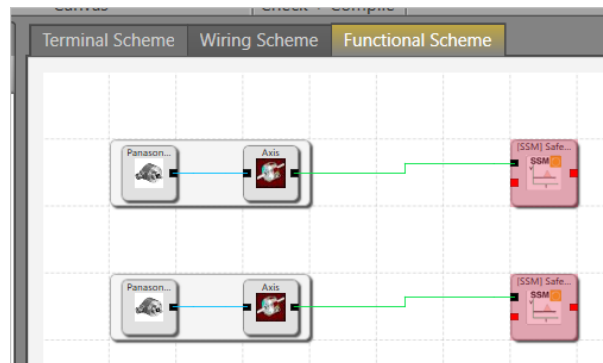 Canvas Check + Compile
Terminal Scheme Wiring Scheme Functional Scheme
Panason... Axis [SSM] Safe...
SSM
Panason... Axis [SSM] Safe...
SSM